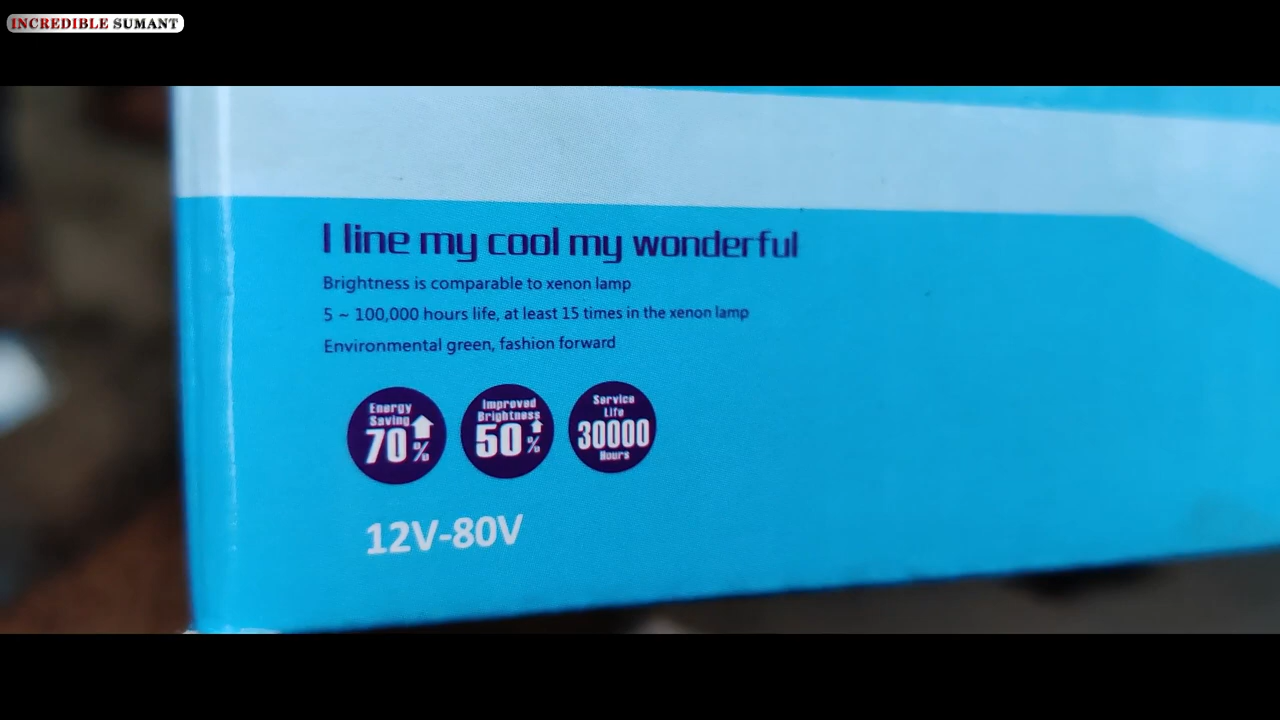 INCREDIBLE SUMANT
I line my cool my wonderful
Brightness is comparable to xenon lamp
5 ~ 100,000 hours life, at least 15 times in the xenon lamp
Environmental green, fashion forward
Energy
Saving
70%
Improved
Brightness
50%
Service
Life
30000
Hours
12V-80V